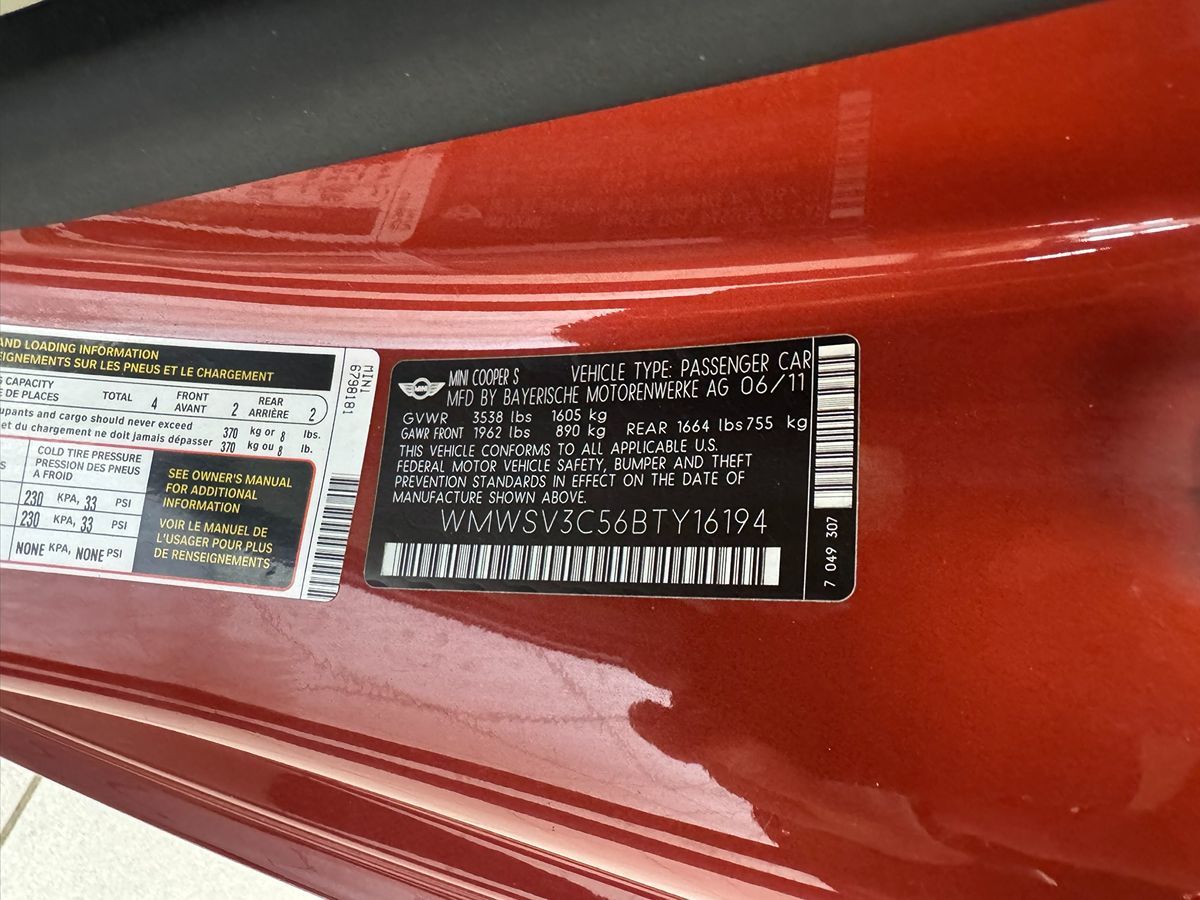 AND LOADING INFORMATION
EIGNEMENTS SUR LES PNEUS ET LE CHARGEMENT
CAPACITY
DE PLACES
TOTAL 4 FRONT AVANT 2 REAR ARRIÈRE 2
upants and cargo should never exceed 370 kg or 8 lbs.
et du chargement ne doit jamais dépasser 370 kg ou 8 lb.
COLD TIRE PRESSURE
PRESSION DES PNEUS
A FROID
230 KPA, 33 PSI
230 KPA, 33 PSI
NONE KPA, NONE PSI
SEE OWNER'S MANUAL
FOR ADDITIONAL
INFORMATION
VOIR LE MANUEL DE
L'USAGER POUR PLUS
DE RENSEIGNEMENTS
MINI
6798181
MINI
MINI COOPER S VEHICLE TYPE: PASSENGER CAR
MFD BY BAYERISCHE MOTORENWERKE AG 06/11
GVWR 3538 lbs 1605 kg
GAWR FRONT 1962 lbs 890 kg REAR 1664 lbs 755 kg
THIS VEHICLE CONFORMS TO ALL APPLICABLE U.S.
FEDERAL MOTOR VEHICLE SAFETY, BUMPER AND THEFT
PREVENTION STANDARDS IN EFFECT ON THE DATE OF
MANUFACTURE SHOWN ABOVE.
WMWSV3C56BTY16194
7 049 307